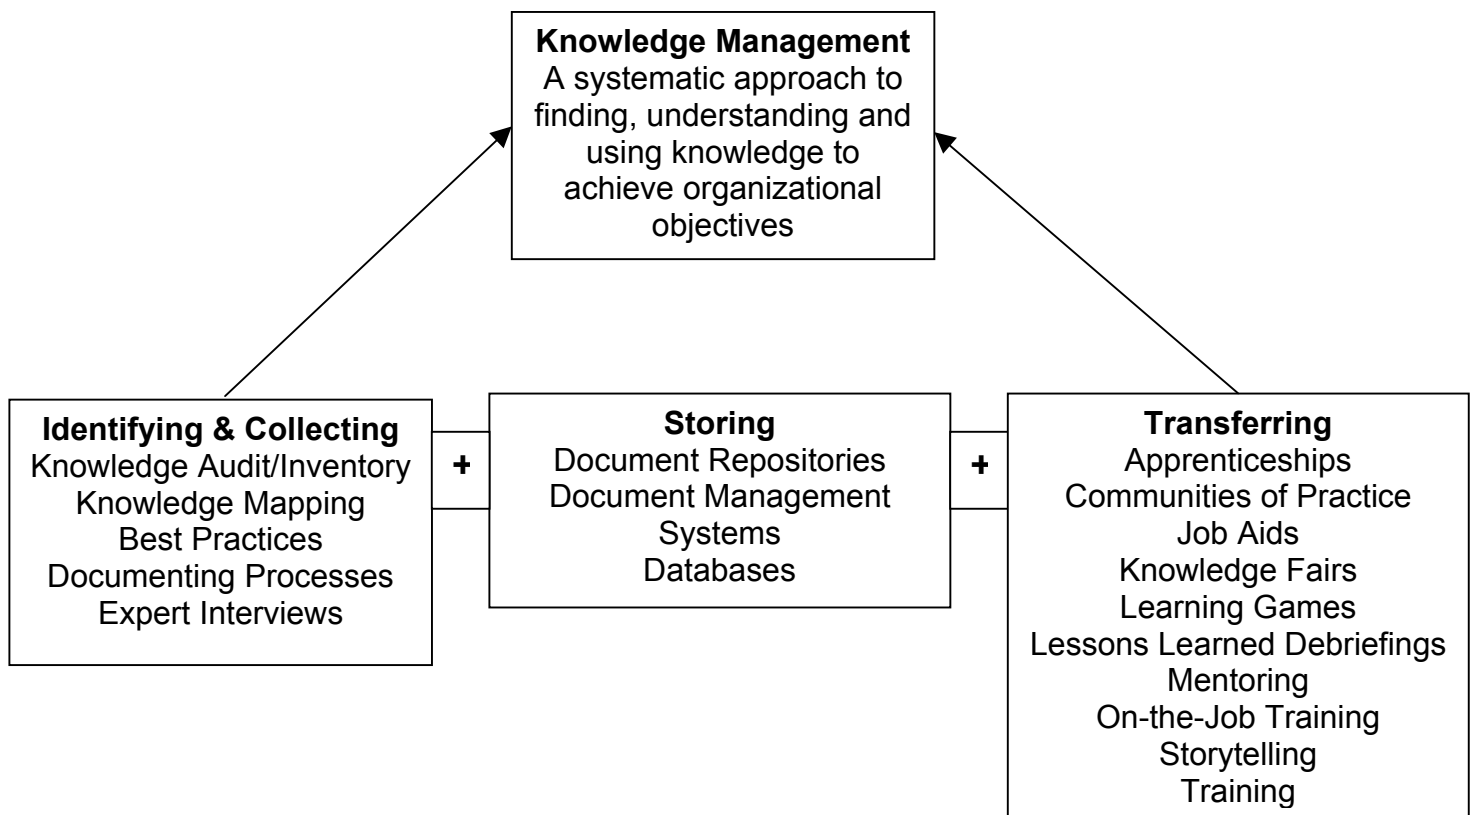 Knowledge Management
A systematic approach to
finding, understanding and
using knowledge to
achieve organizational
objectives
Identifying & Collecting
Knowledge Audit/Inventory
Knowledge Mapping
Best Practices
Documenting Processes
Expert Interviews
+
Storing
Document Repositories
Document Management
Systems
Databases
+
Transferring
Apprenticeships
Communities of Practice
Job Aids
Knowledge Fairs
Learning Games
Lessons Learned Debriefings
Mentoring
On-the-Job Training
Storytelling
Training